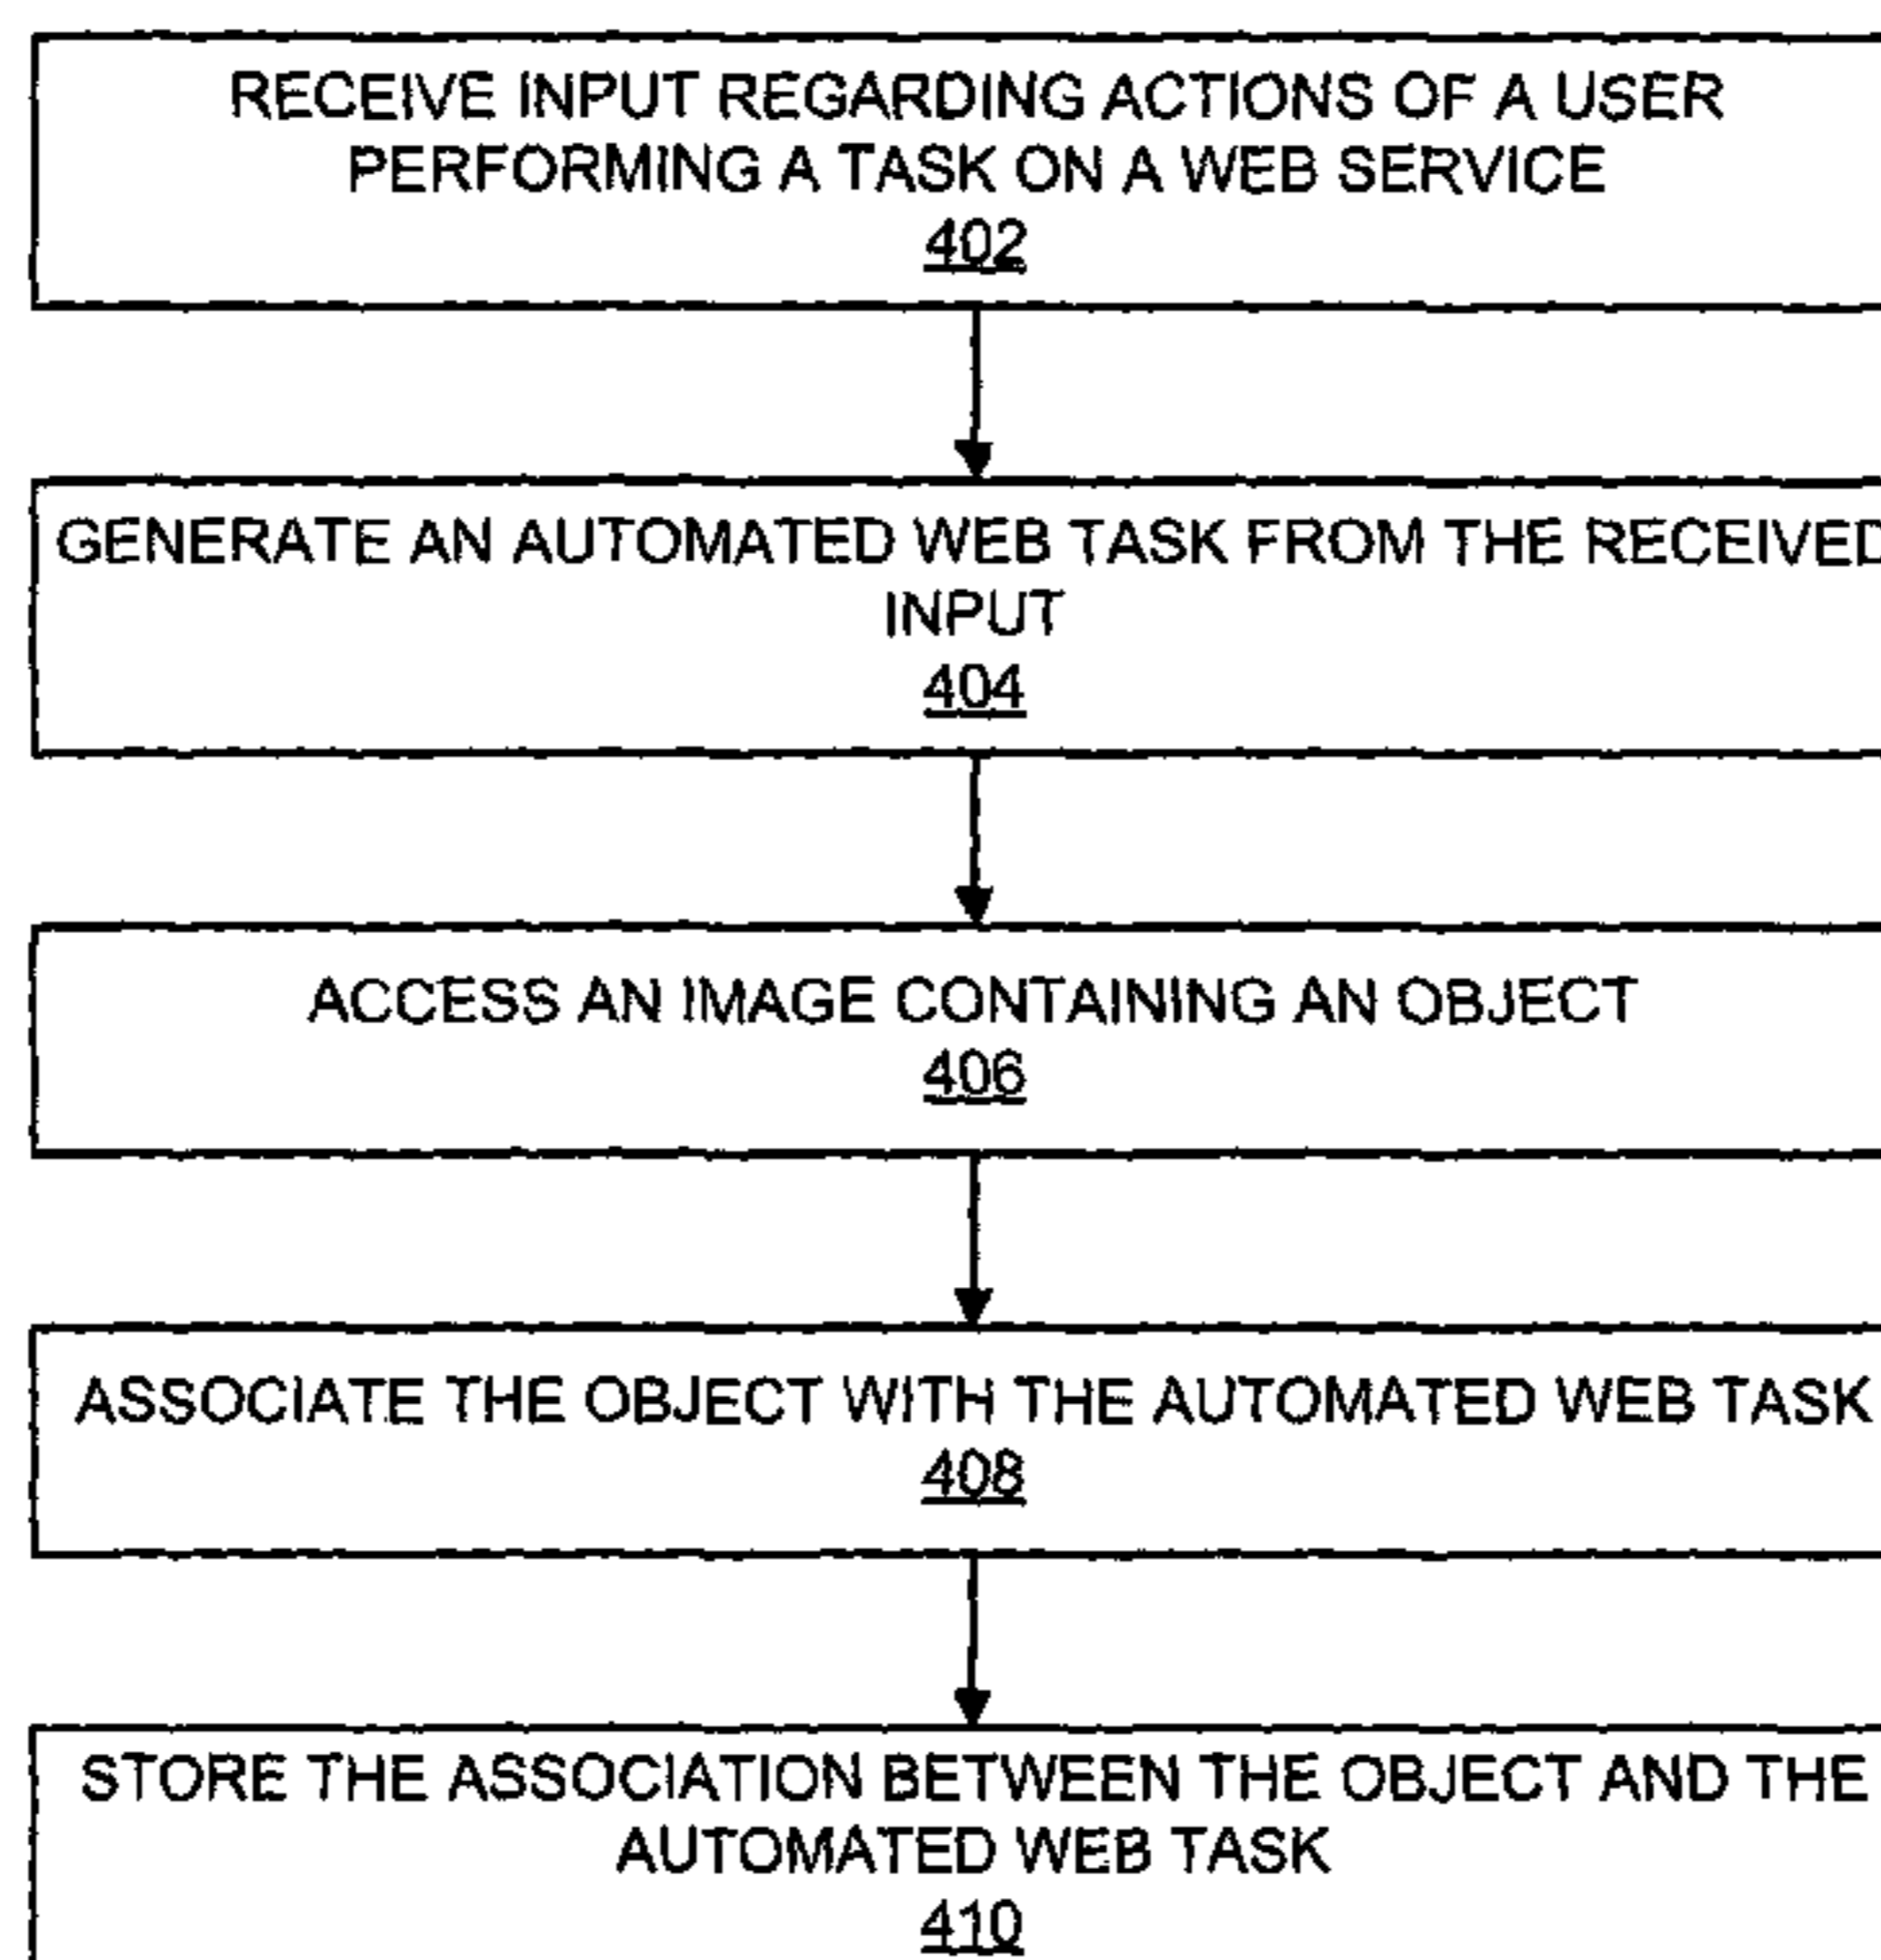 RECEIVE INPUT REGARDING ACTIONS OF A USER
PERFORMING A TASK ON A WEB SERVICE
402
GENERATE AN AUTOMATED WEB TASK FROM THE RECEIVED
INPUT
404
ACCESS AN IMAGE CONTAINING AN OBJECT
406
ASSOCIATE THE OBJECT WITH THE AUTOMATED WEB TASK
408
STORE THE ASSOCIATION BETWEEN THE OBJECT AND THE
AUTOMATED WEB TASK
410